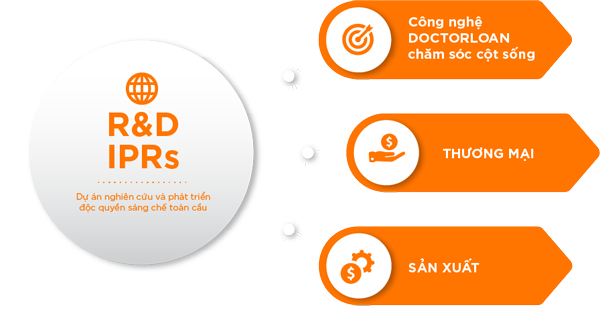 R&D
IPRs
Dự án nghiên cứu và phát triển
độc quyền sáng chế toàn cầu
Công nghệ
DOCTORLOAN
chăm sóc cột sống
THƯƠNG MẠI
SẢN XUẤT